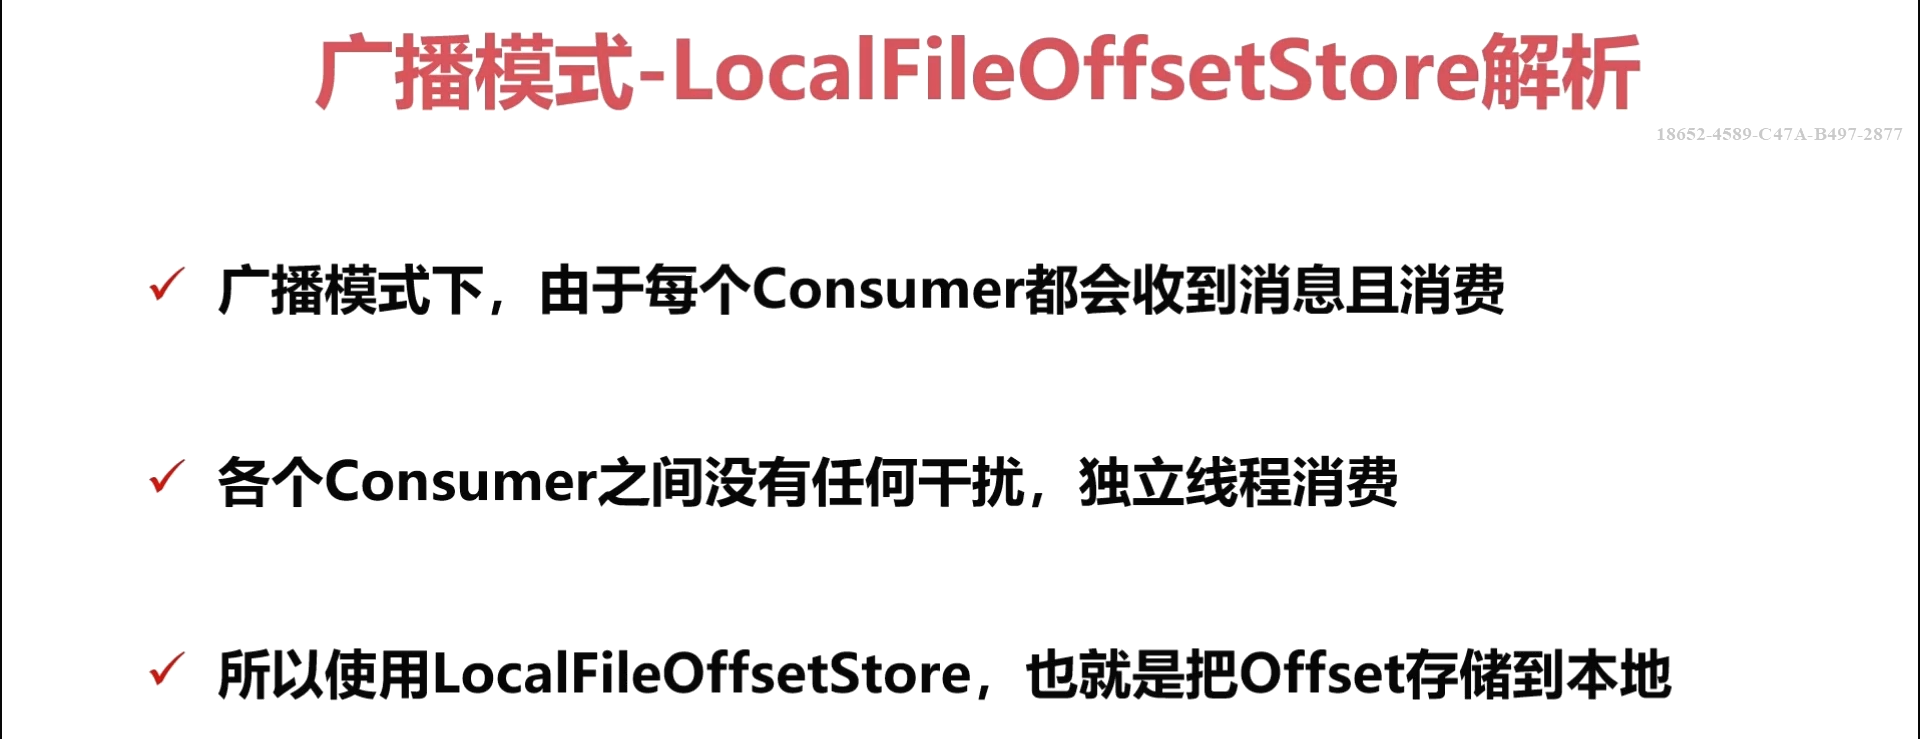 广播模式-LocalFileOffsetStore解析
18652-4589-C47A-B497-2877
广播模式下，由于每个Consumer都会收到消息且消费
各个Consumer之间没有任何干扰，独立线程消费
所以使用LocalFileOffsetStore，也就是把Offset存储到本地